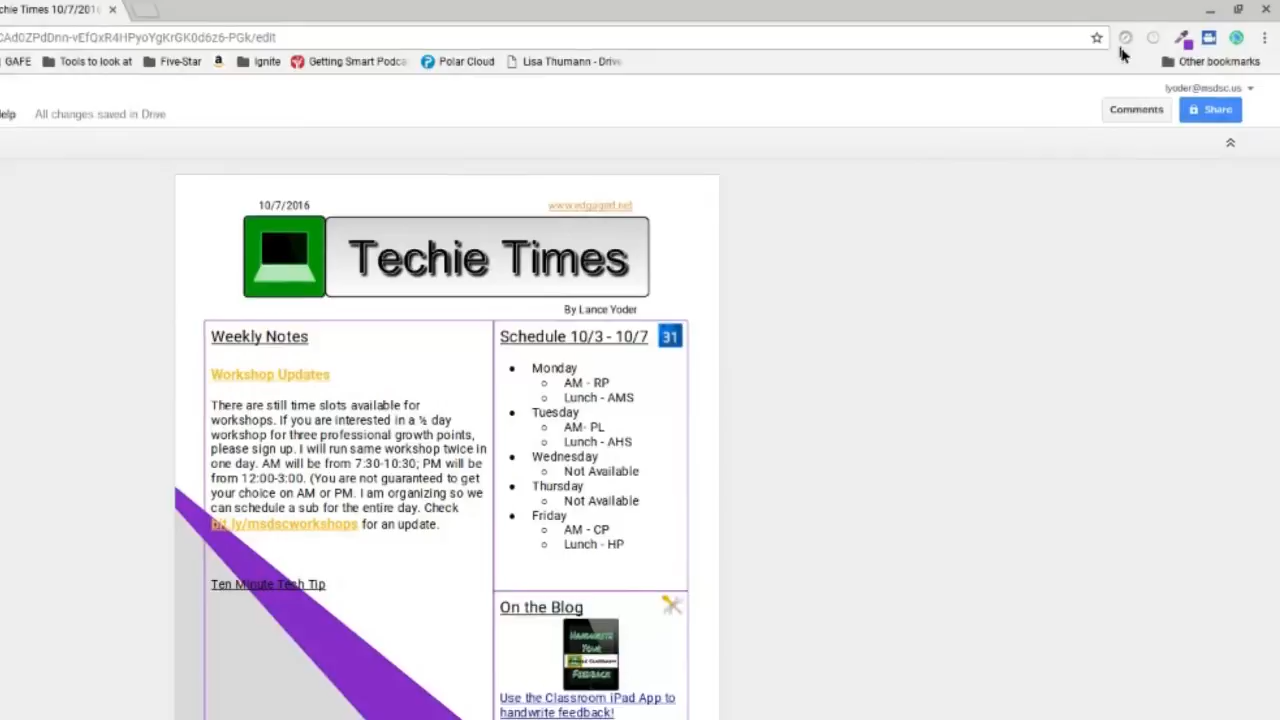 chie Times 10/7/201
CAd0ZPdDnn-vEfQxR4HPyoYgKrGK0d6z6-PGk/edit
GAFE Tools to look at Five-Star Ignite Getting Smart Podca Polar Cloud Lisa Thumann - Drive Other bookmarks
lyoder@msdsc.us
elp All changes saved in Drive Comments Share
10/7/2016 www.edgaged.net
Techie Times
By Lance Yoder
Weekly Notes
Workshop Updates
There are still time slots available for
workshops. If you are interested in a ½ day
workshop for three professional growth points,
please sign up. I will run same workshop twice in
one day. AM will be from 7:30-10:30; PM will be
from 12:00-3:00. (You are not guaranteed to get
your choice on AM or PM. I am organizing so we
can schedule a sub for the entire day. Check
bit.ly/msdscworkshops for an update.
Ten Minute Tech Tip
Schedule 10/3 - 10/7 31
Monday
AM - RP
Lunch - AMS
Tuesday
AM- PL
Lunch - AHS
Wednesday
Not Available
Thursday
Not Available
Friday
AM - CP
Lunch - HP
On the Blog
Handwrite
Your
Feedback
Use the Classroom iPad App to
handwrite feedback!